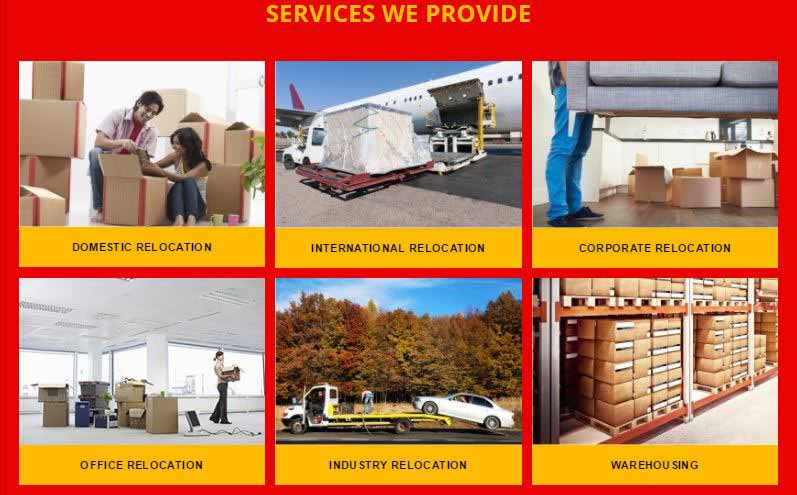 SERVICES WE PROVIDE
DOMESTIC RELOCATION
INTERNATIONAL RELOCATION
CORPORATE RELOCATION
OFFICE RELOCATION
INDUSTRY RELOCATION
WAREHOUSING